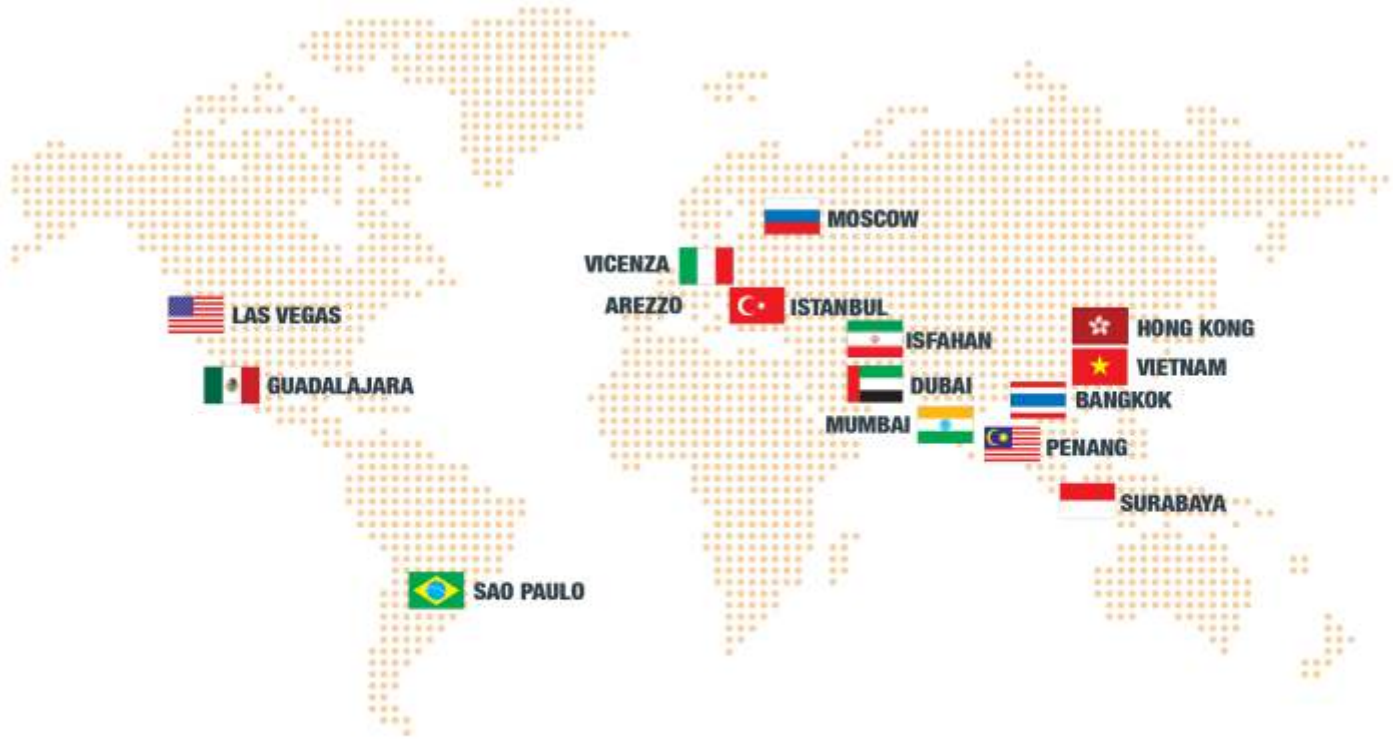 MOSCOW
VICENZA
AREZZO
ISTANBUL
LAS VEGAS
HONG KONG
ISFAHAN
VIETNAM
GUADALAJARA
DUBAI
BANGKOK
MUMBAI
PENANG
SURABAYA
SAO PAULO